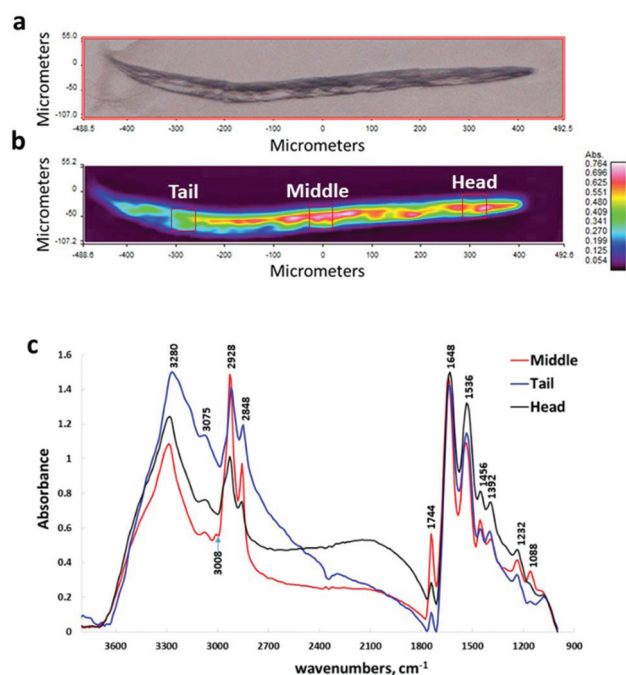 a
Micrometers
55.0
0
-50
-107.0
-488.5 -400 -300 -200 -100 0 100 200 300 400 492.5
Micrometers
b
Micrometers
55.2
0
-50
-107.2
Tail Middle Head
-488.6 -400 -300 -200 -100 0 100 200 300 400 492.6
Micrometers
Abs.
0.764
0.696
0.625
0.552
0.480
0.409
0.341
0.270
0.199
0.125
0.054
c
Absorbance
1.6
1.4
1.2
1
0.8
0.6
0.4
0.2
0
3280
3075
3008
2928
2848
1744
1648
1536
1456
1392
1232
1088
Middle
Tail
Head
3600 3300 3000 2700 2400 2100 1800 1500 1200 900
wavenumbers, cm-1